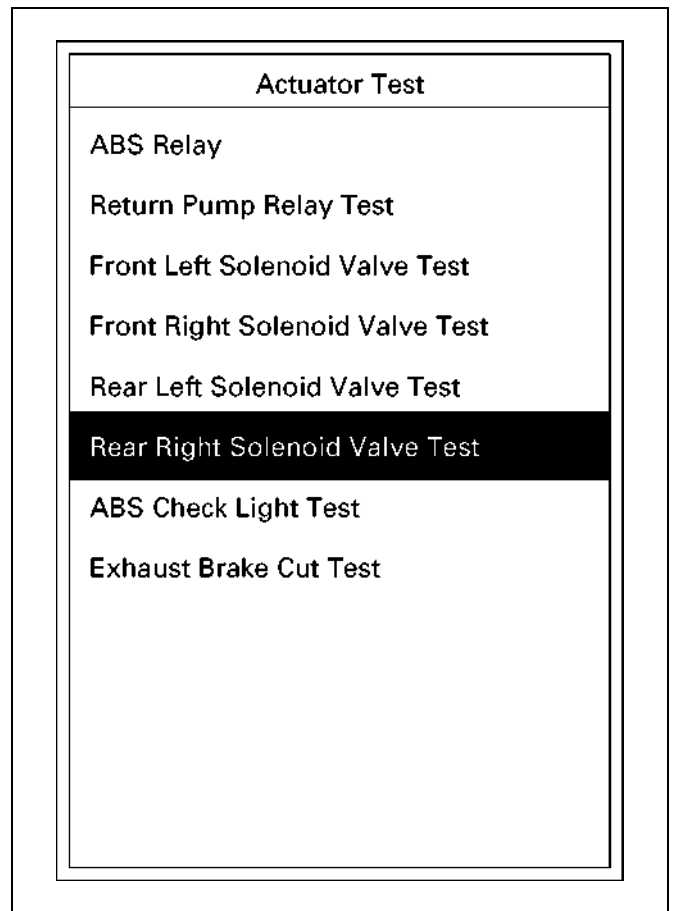 Actuator Test
ABS Relay
Return Pump Relay Test
Front Left Solenoid Valve Test
Front Right Solenoid Valve Test
Rear Left Solenoid Valve Test
Rear Right Solenoid Valve Test
ABS Check Light Test
Exhaust Brake Cut Test